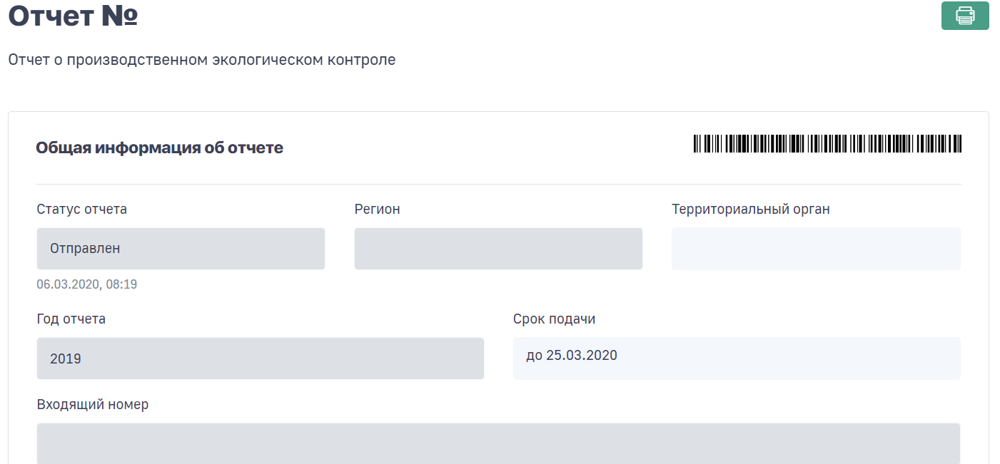 Отчет №
Отчет о производственном экологическом контроле
Общая информация об отчете
Статус отчета
Регион
Территориальный орган
Отправлен
06.03.2020, 08:19
Год отчета
Срок подачи
2019
до 25.03.2020
Входящий номер